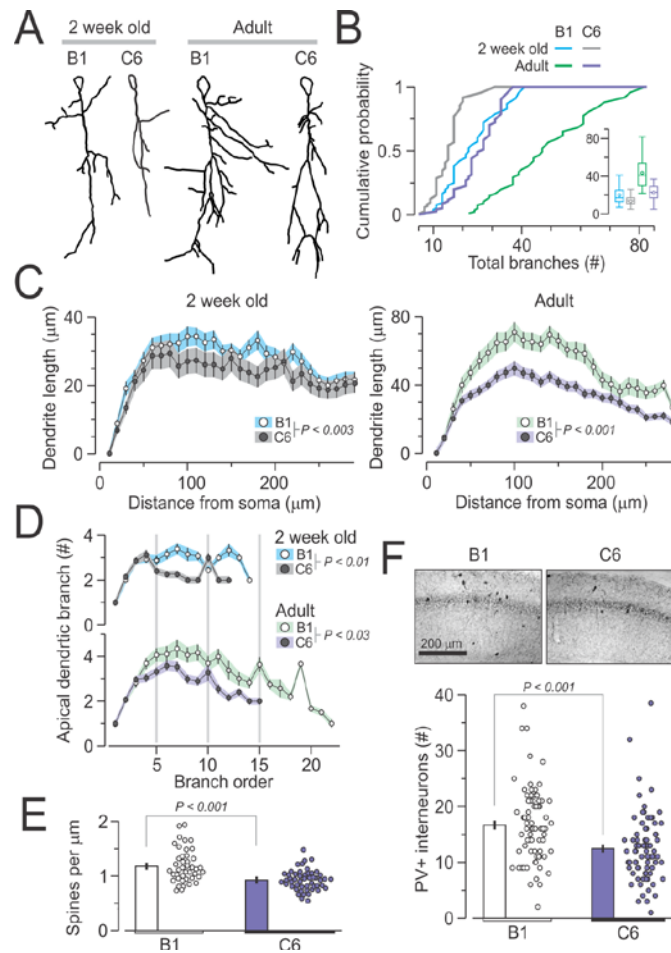 A
2 week old
Adult
B1
C6
B1
C6
B
B1 C6
2 week old
Adult
Cumulative probability
1
0.5
0
80
40
0
10
40
80
Total branches (#)
C
2 week old
Dendrite length (μm)
40
20
0
B1
C6
P < 0.003
100
200
Distance from soma (μm)
Adult
Dendrite length (μm)
80
40
0
B1
C6
P < 0.001
100
200
Distance from soma (μm)
D
Apical dendrtic branch (#)
4
2
0
2 week old
B1
C6
P < 0.01
Adult
B1
C6
P < 0.03
6
4
2
0
5
10
15
20
Branch order
E
Spines per μm
2
1
0
P < 0.001
B1
C6
F
B1
C6
200 μm
P < 0.001
PV+ interneurons (#)
40
30
20
10
0
B1
C6